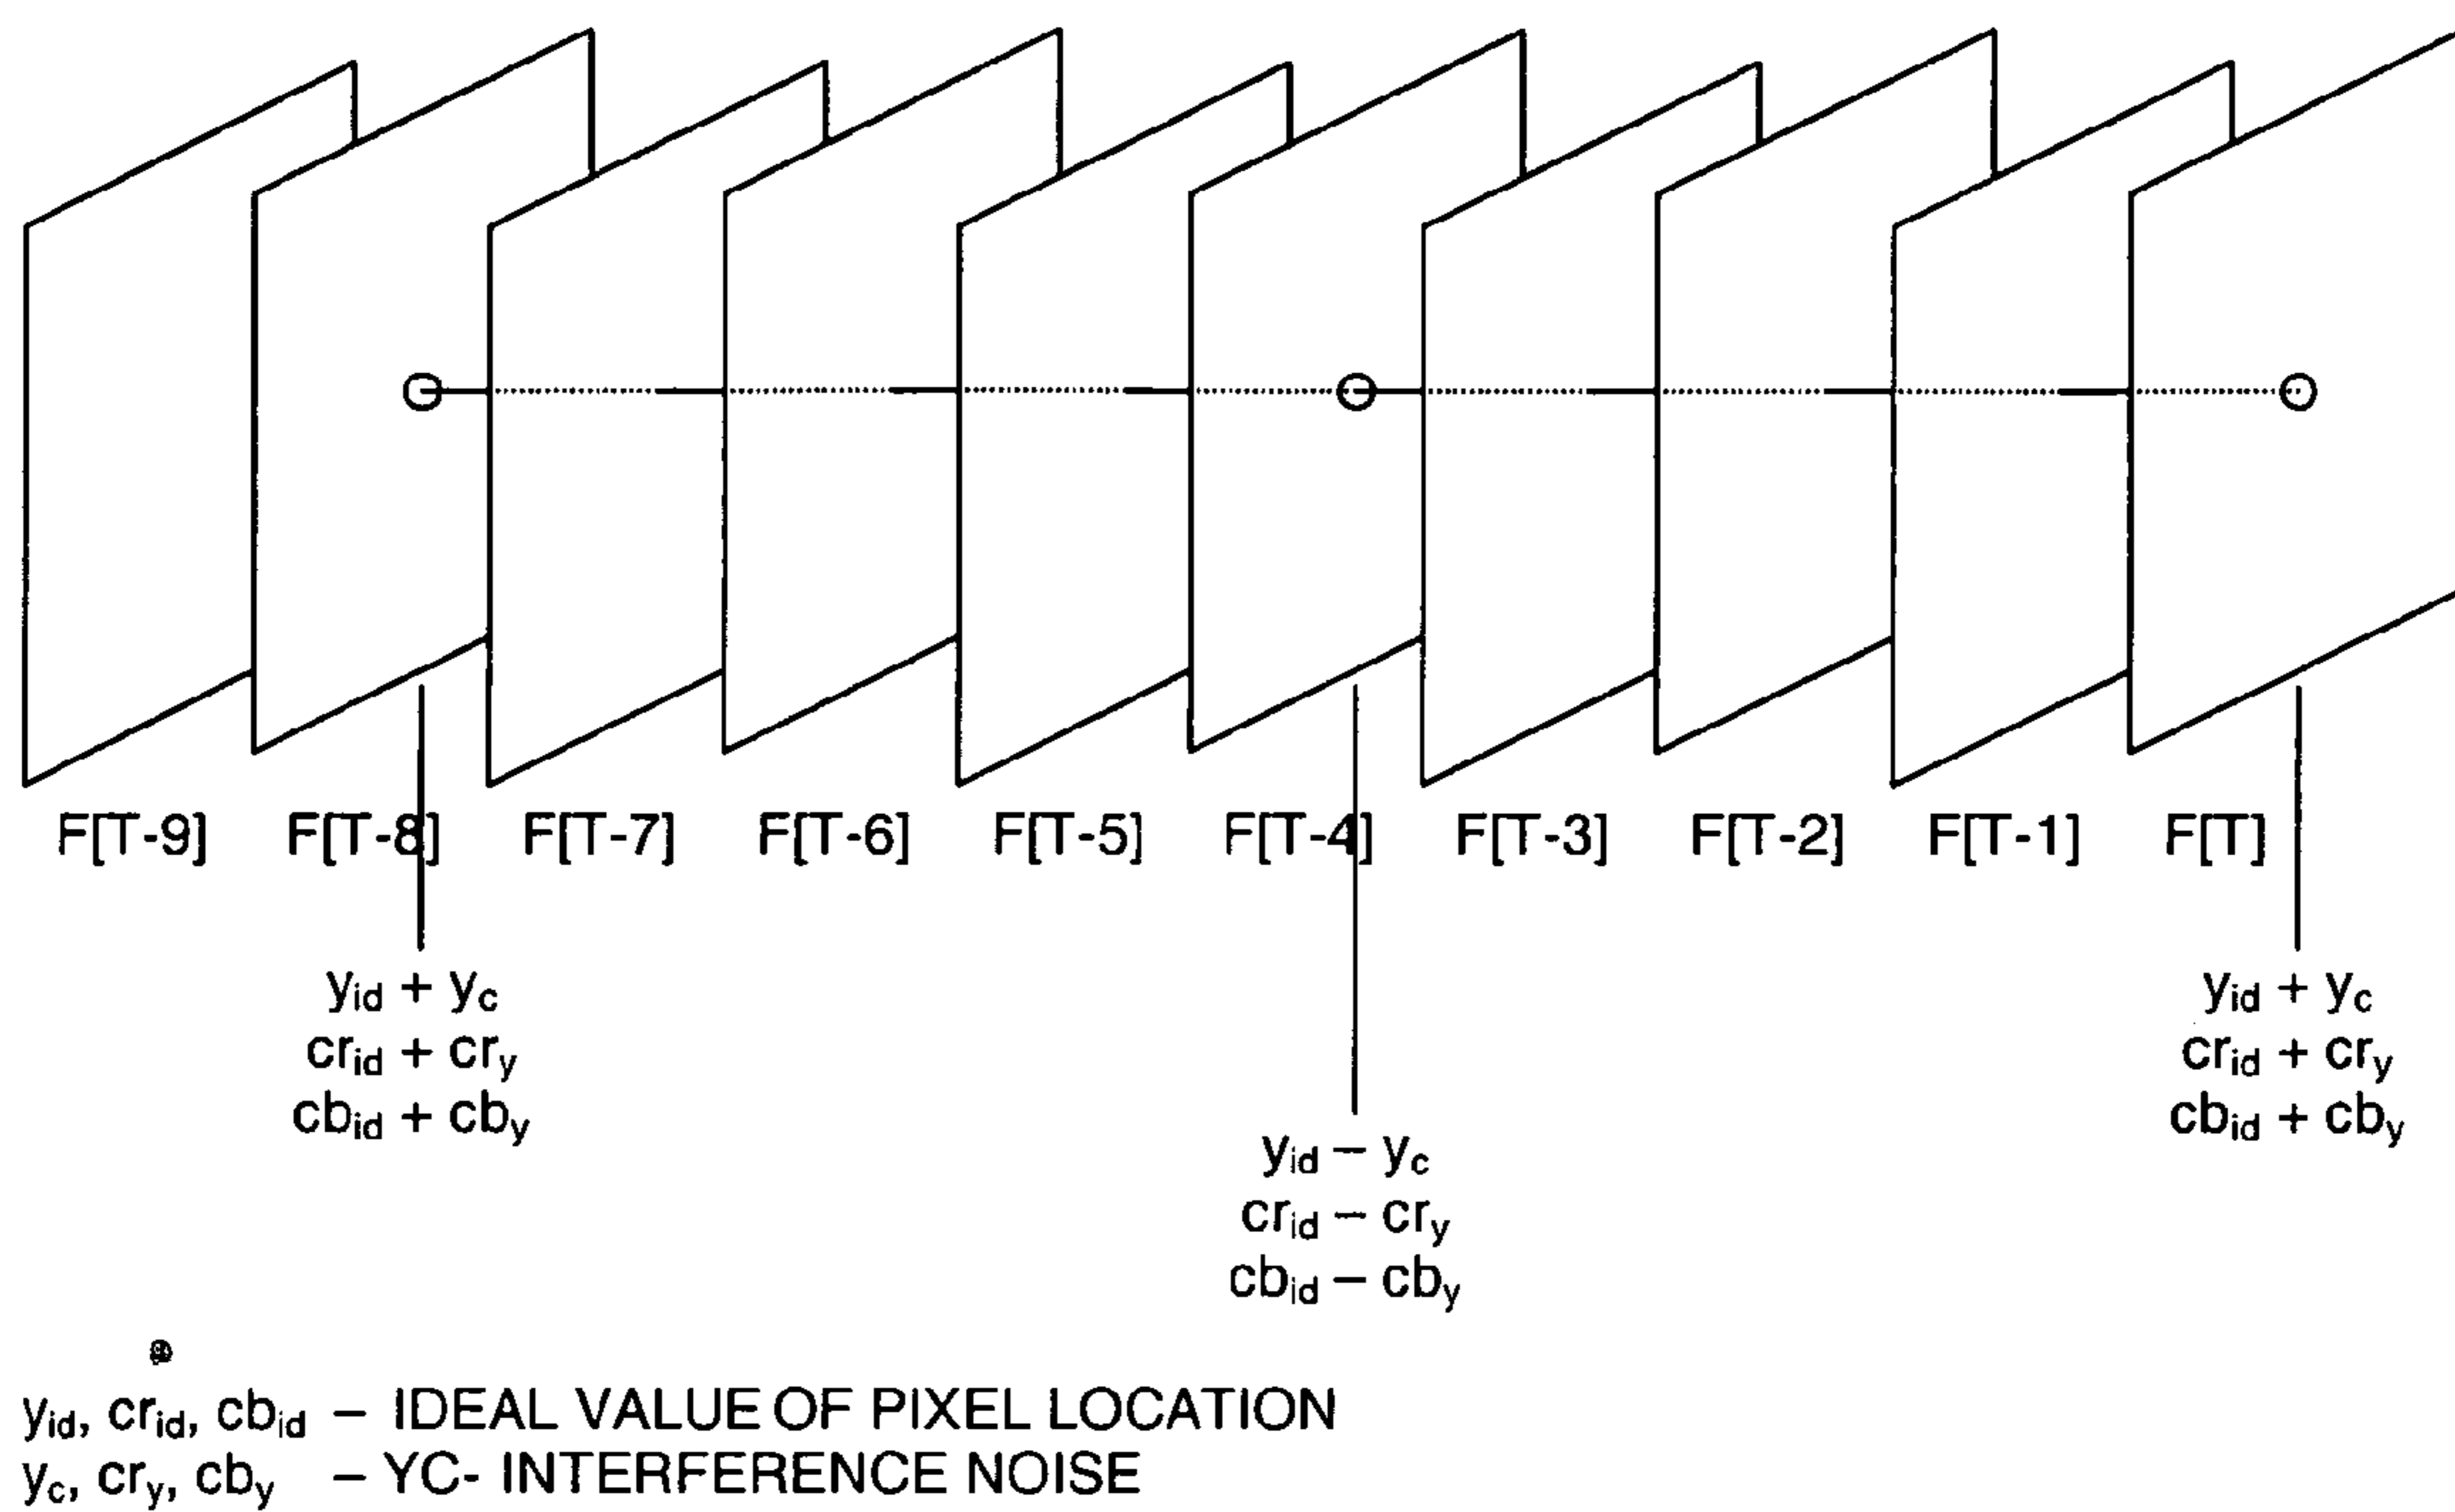 F[T-9] F[T-8] F[T-7] F[T-6] F[T-5] F[T-4] F[T-3] F[T-2] F[T-1] F[T]
yid + yc
crid + cry
cbid + cby
yid – yc
crid – cry
cbid – cby
yid + yc
crid + cry
cbid + cby
yid, crid, cbid – IDEAL VALUE OF PIXEL LOCATION
yc, cry, cby – YC- INTERFERENCE NOISE